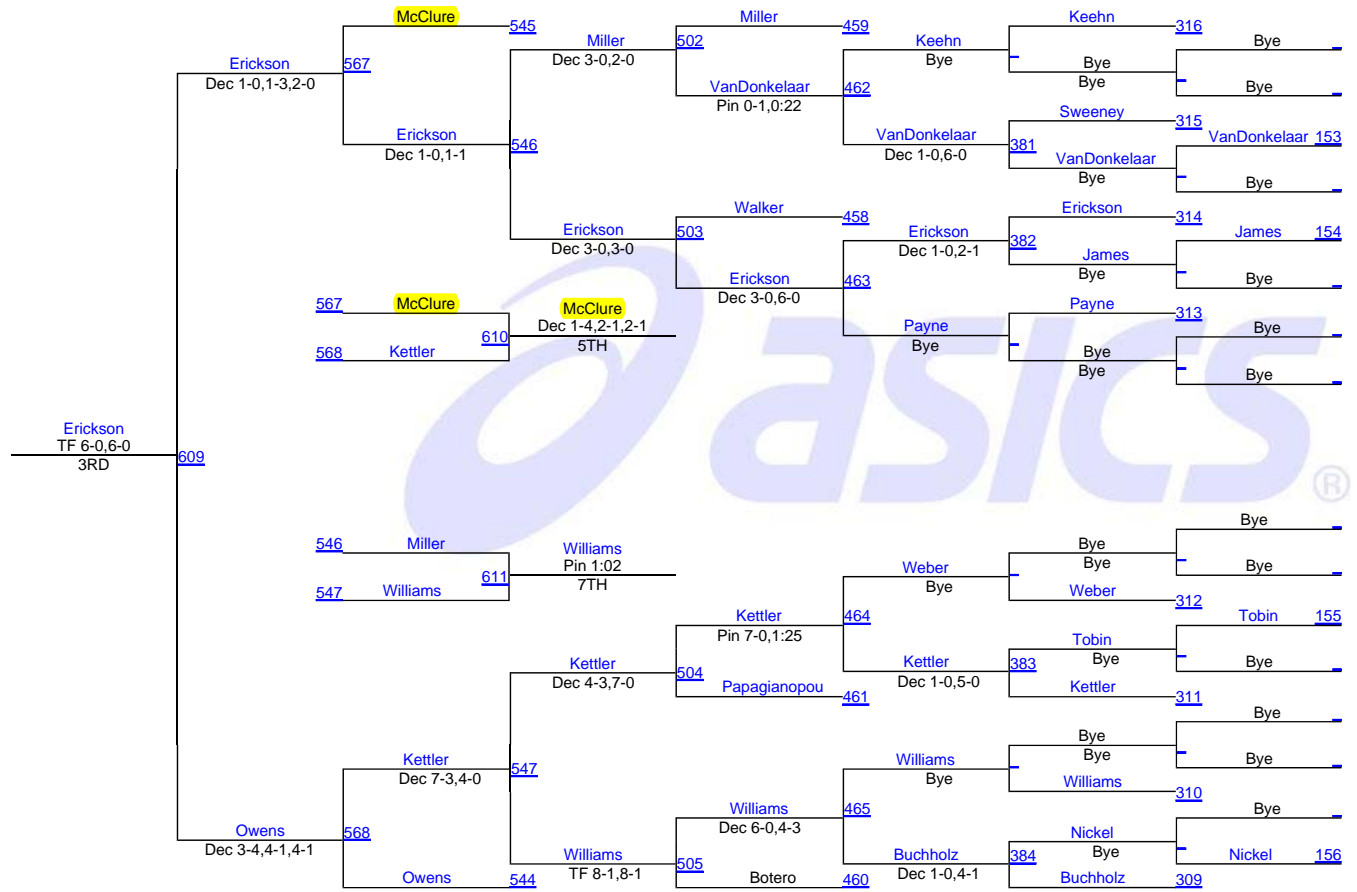 McClure
545
Miller
459
Keehn
316
Erickson
567
Dec 1-0,1-3,2-0
Miller
502
Dec 3-0,2-0
Keehn
Bye
Bye
Bye
Bye
Bye
VanDonkelaar
462
Pin 0-1,0:22
Sweeney
315
Erickson
546
Dec 1-0,1-1
VanDonkelaar
381
Dec 1-0,6-0
VanDonkelaar 153
VanDonkelaar
Bye
Bye
Walker
458
Erickson
314
Erickson
503
Dec 3-0,3-0
Erickson
382
Dec 1-0,2-1
James 154
James
Bye
Bye
Erickson
463
Dec 3-0,6-0
567 McClure
McClure
Dec 1-4,2-1,2-1
610
5TH
568 Kettler
Payne
313
Payne
Bye
Bye
Bye
Bye
Bye
asics®
Erickson
TF 6-0,6-0
609
3RD
546 Miller
Williams
Pin 1:02
611
7TH
547 Williams
Bye
Bye
Bye
Bye
Weber
Bye
Weber
312
Kettler
464
Pin 7-0,1:25
Tobin 155
Tobin
Bye
Bye
Kettler
504
Dec 4-3,7-0
Kettler
383
Dec 1-0,5-0
Papagianopou
461
Kettler
311
Bye
Bye
Bye
Bye
Kettler
547
Dec 7-3,4-0
Williams
Bye
Williams
310
Williams
465
Dec 6-0,4-3
Bye
Owens
568
Dec 3-4,4-1,4-1
Nickel
Bye
Williams
505
TF 8-1,8-1
Buchholz
384
Dec 1-0,4-1
Nickel 156
Owens
544
Botero
460
Buchholz
309